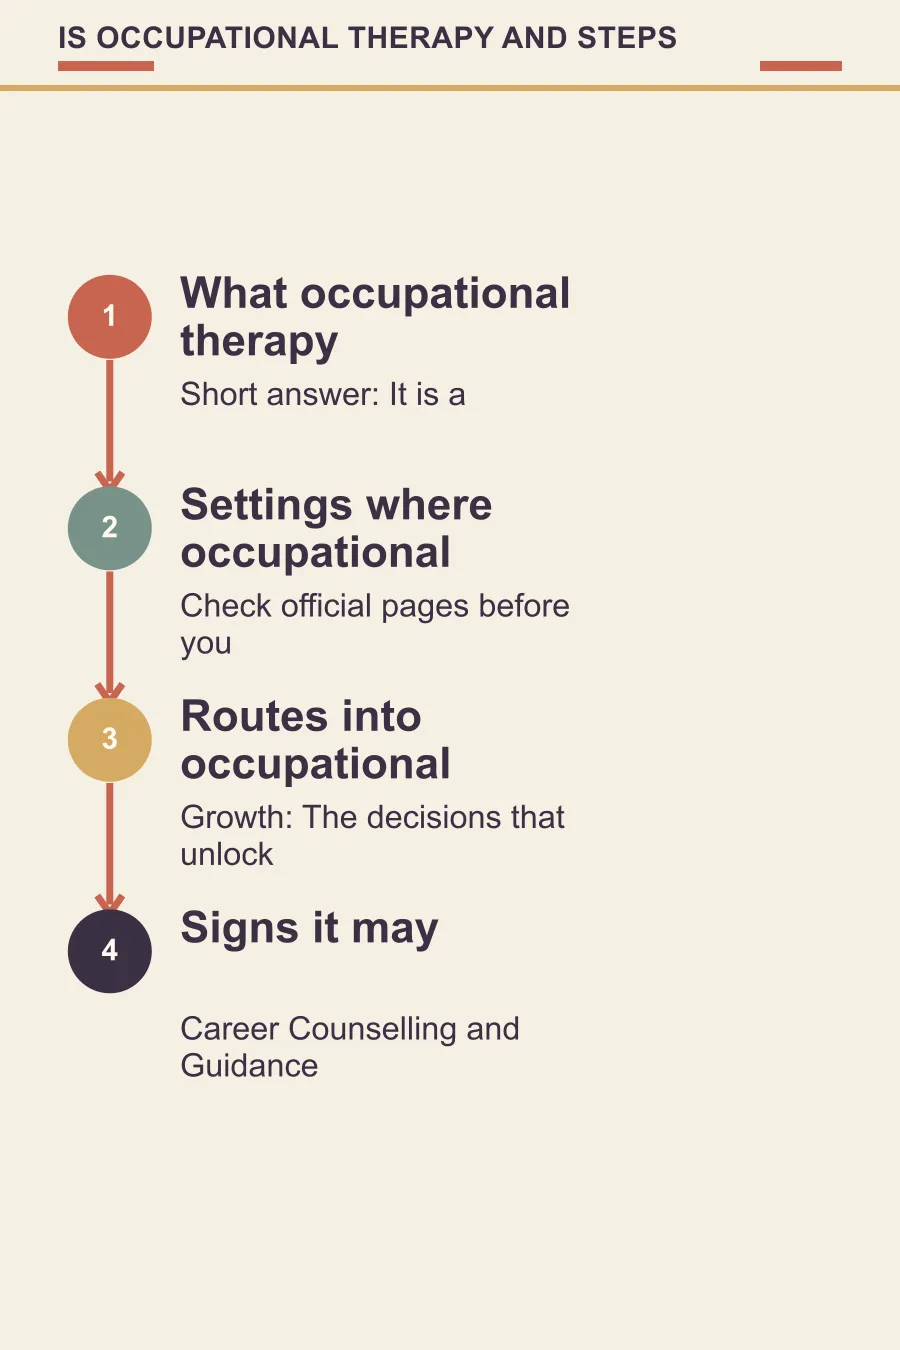 IS OCCUPATIONAL THERAPY AND STEPS
1
What occupational
therapy
Short answer: It is a
2
Settings where
occupational
Check official pages before
you
3
Routes into
occupational
Growth: The decisions that
unlock
4
Signs it may
Career Counselling and
Guidance